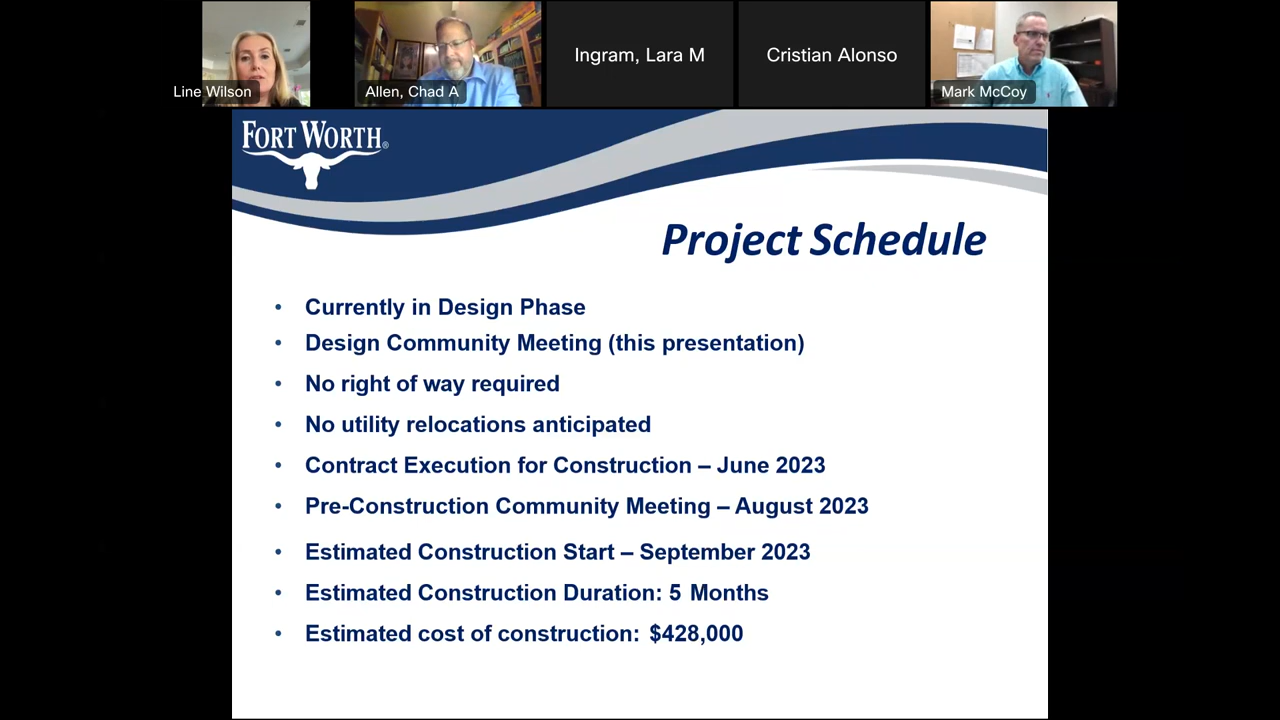 Line Wilson
Allen, Chad A
Ingram, Lara M
Cristian Alonso
Mark McCoy
FORT WORTH®
Project Schedule
• Currently in Design Phase
• Design Community Meeting (this presentation)
• No right of way required
• No utility relocations anticipated
• Contract Execution for Construction – June 2023
• Pre-Construction Community Meeting – August 2023
• Estimated Construction Start – September 2023
• Estimated Construction Duration: 5 Months
• Estimated cost of construction: $428,000